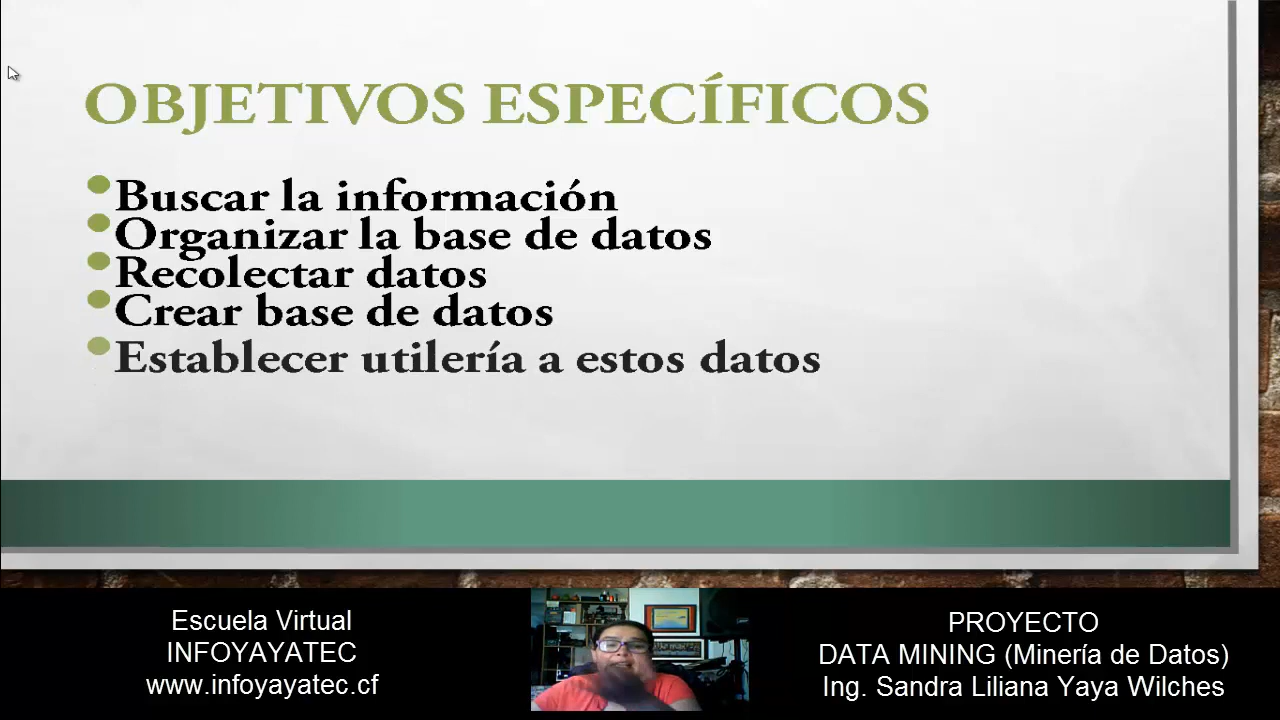 OBJETIVOS ESPECÍFICOS
Buscar la información
Organizar la base de datos
Recolectar datos
Crear base de datos
Establecer utilería a estos datos
Escuela Virtual
INFOYAYATEC
www.infoyayatec.cf
PROYECTO
DATA MINING (Minería de Datos)
Ing. Sandra Liliana Yaya Wilches